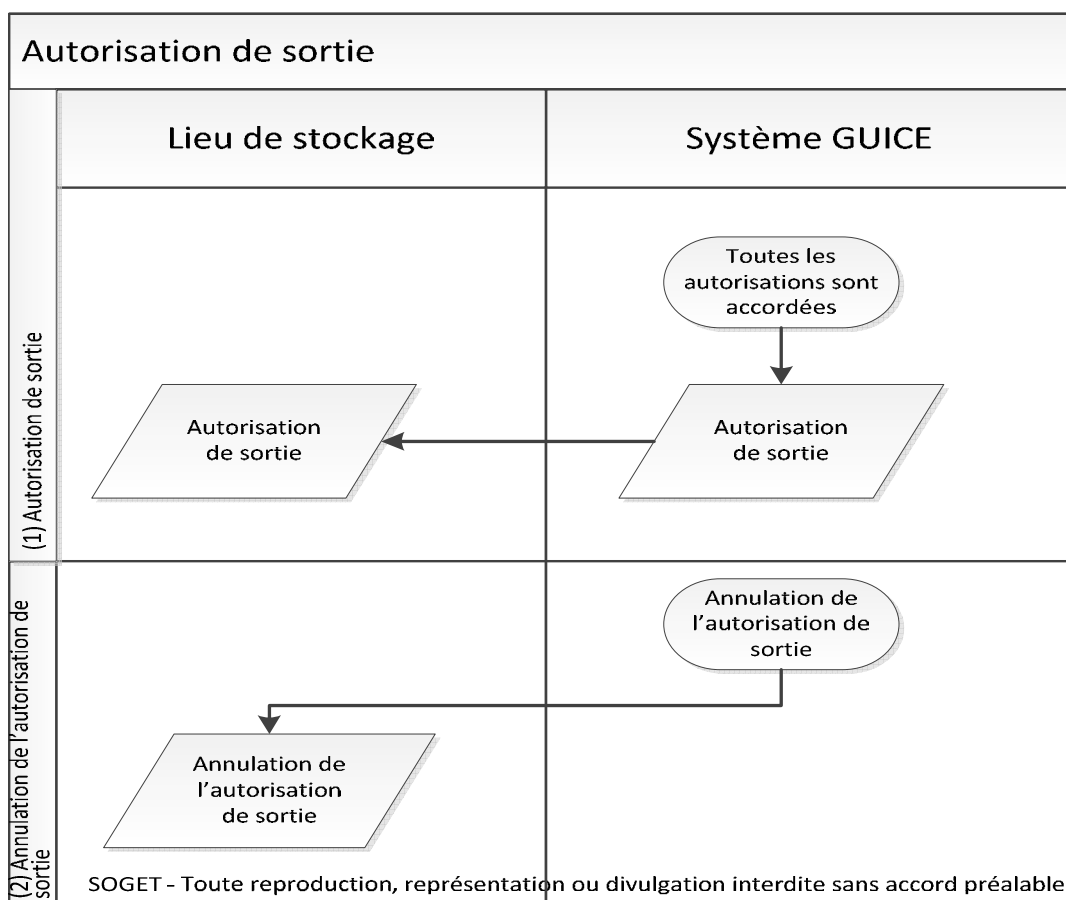 Autorisation de sortie
Lieu de stockage
Système GUICE
(1) Autorisation de sortie
Toutes les
autorisations sont
accordées
Autorisation
de sortie
Autorisation
de sortie
(2) Annulation de l'autorisation de
sortie
Annulation de
l'autorisation de
sortie
Annulation de
l'autorisation
de sortie
SOGET - Toute reproduction, représentation ou divulgation interdite sans accord préalable